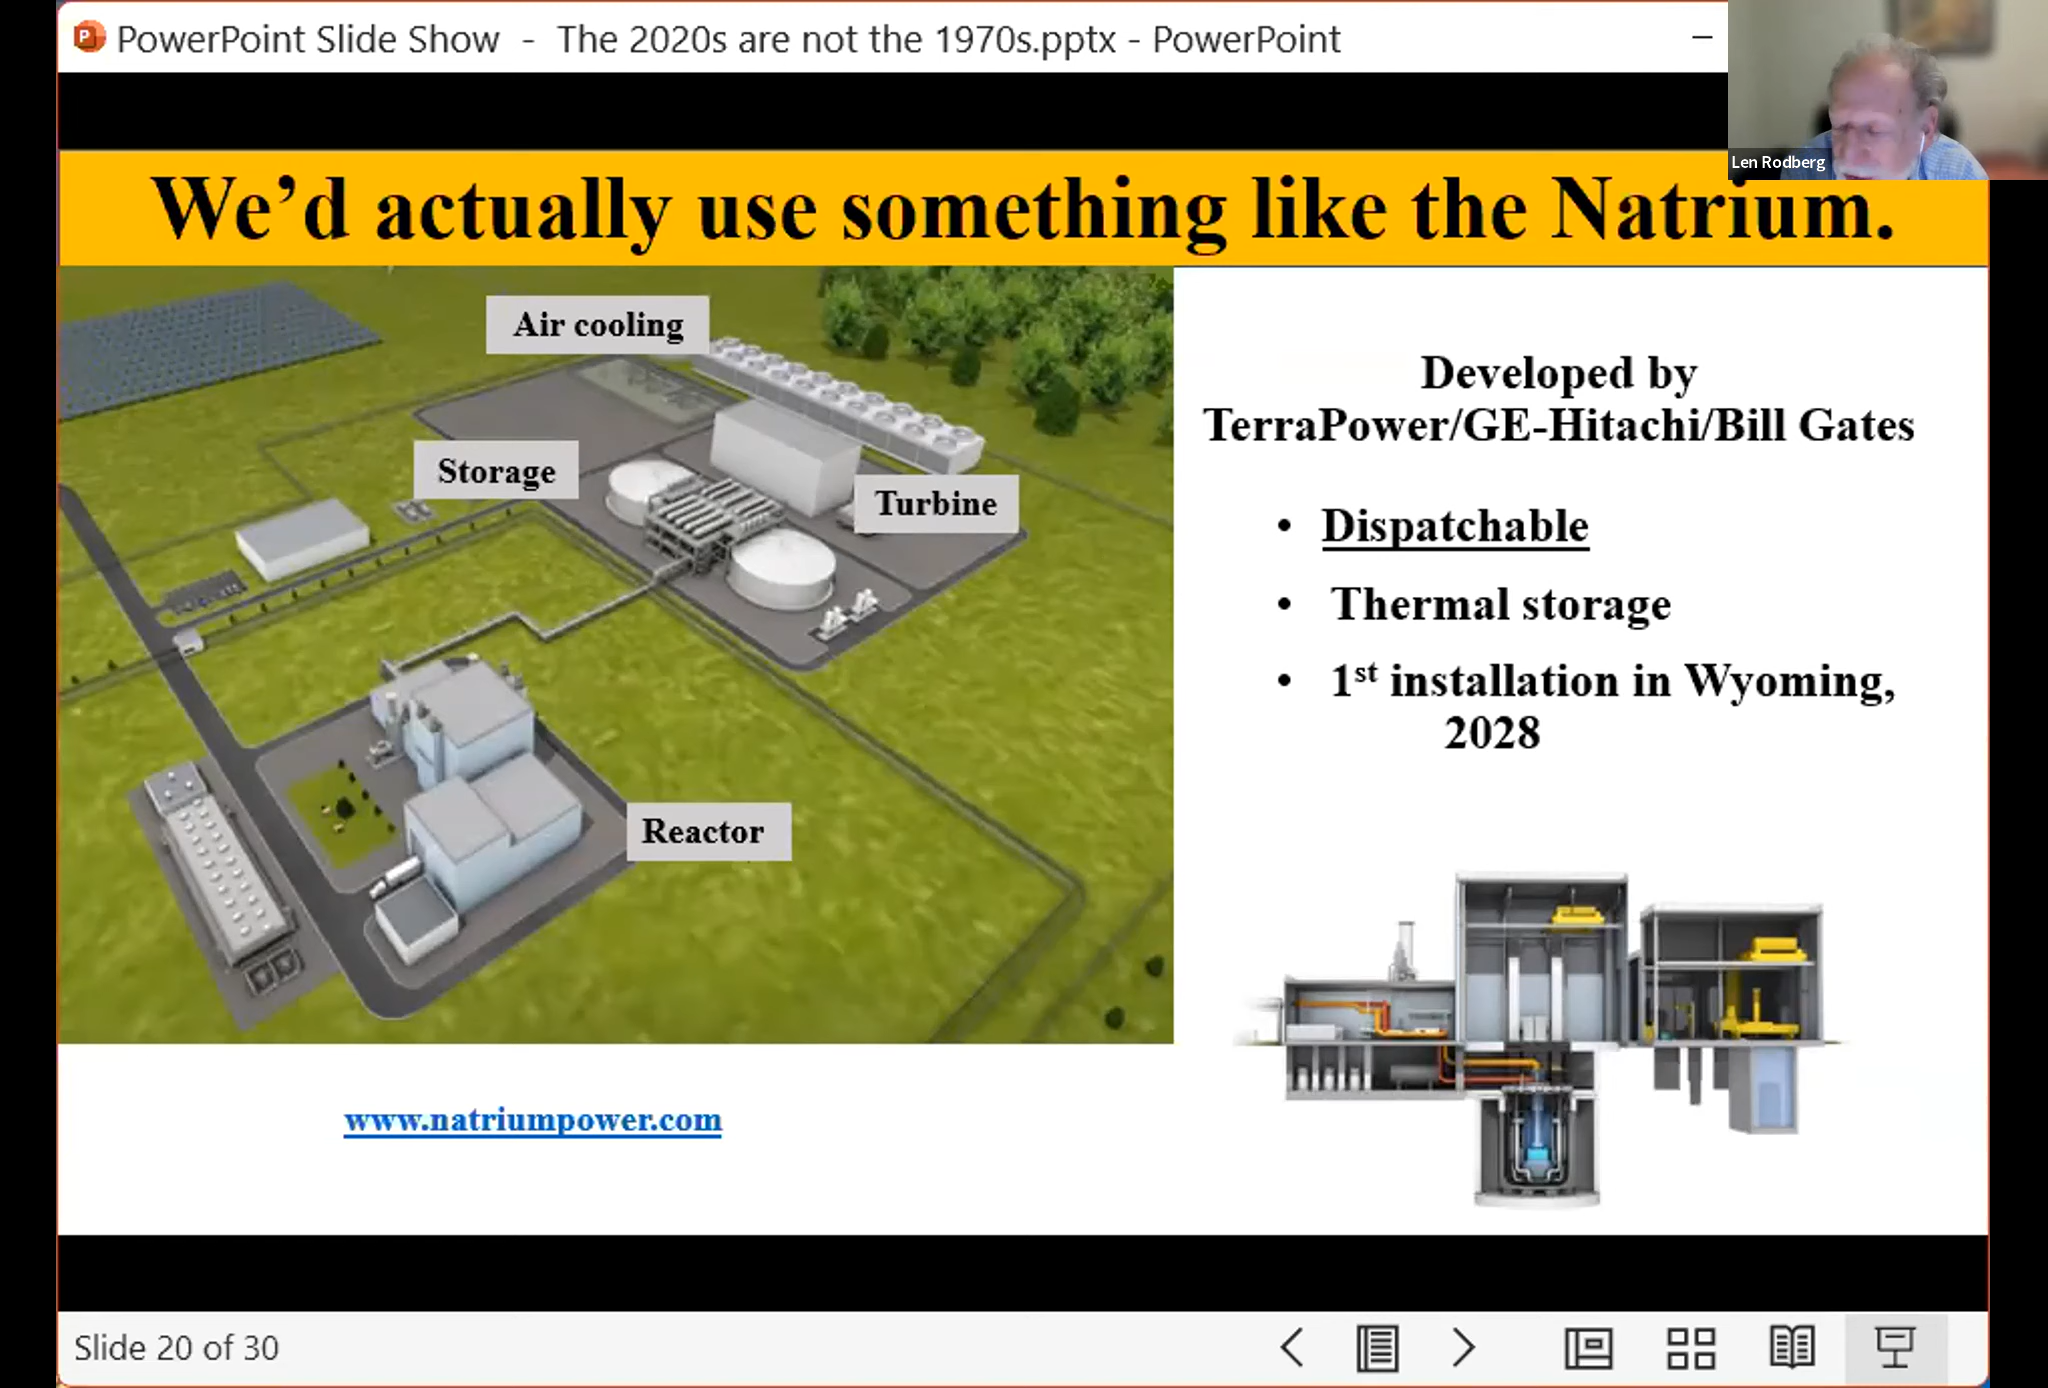 PowerPoint Slide Show - The 2020s are not the 1970s.pptx - PowerPoint
Len Rodberg
We’d actually use something like the Natrium.
Air cooling
Storage
Turbine
Reactor
Developed by
TerraPower/GE-Hitachi/Bill Gates
• Dispatchable
• Thermal storage
• 1st installation in Wyoming,
2028
www.natriumpower.com
Slide 20 of 30